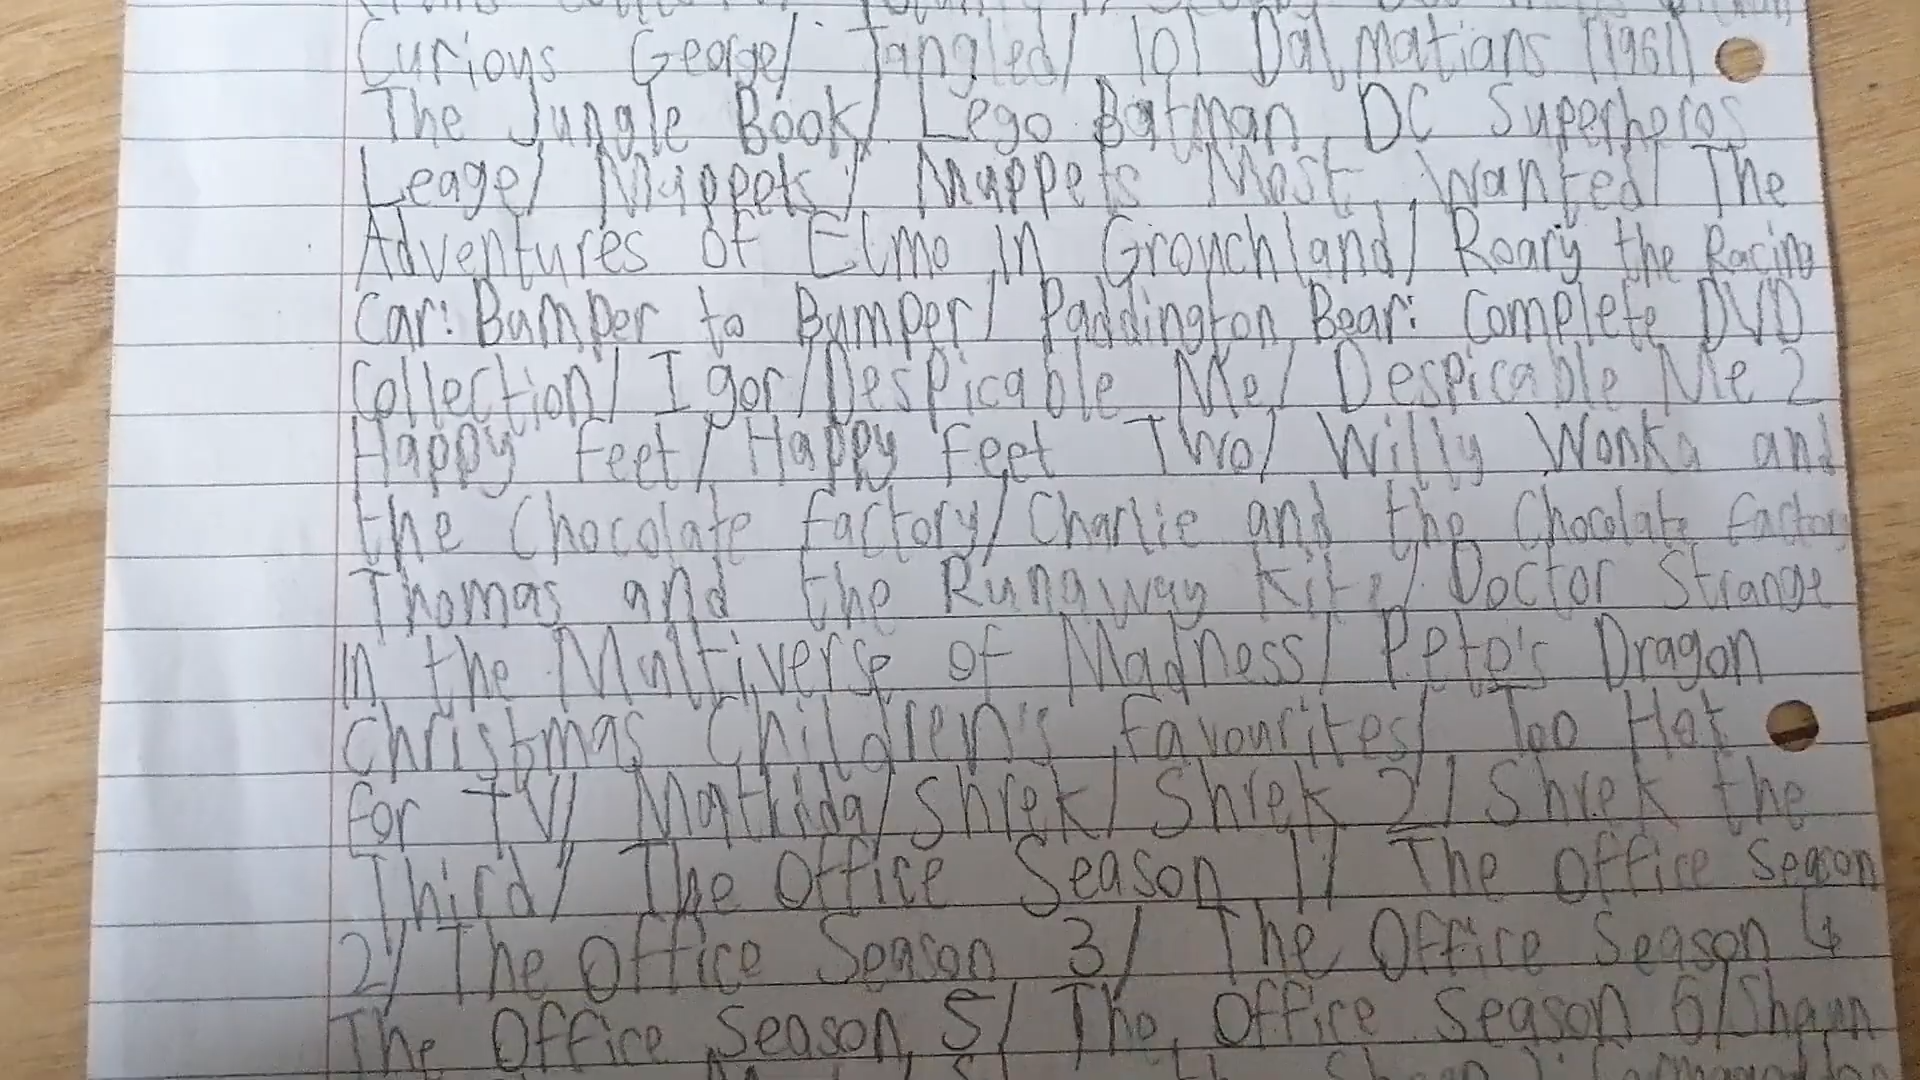 Curious George/ Tangled/ 101 Dalmatians (1961)
The Jungle Book/ Lego Batman DC Superheros
Leage/ Muppets/ Muppets Most Wanted/ The
Adventures of Elmo in Grouchland/ Roary the Racing
Car: Bumper to Bumper/ Paddington Bear: Complete DVD
Collection/ Igor/Despicable Me/ Despicable Me 2
Happy Feet/ Happy Feet Two/ Willy Wonka and
the Chocolate Factory/ Charlie and the Chocolate Factory
Thomas and the Runaway Kite/ Doctor Strange
in the Multiverse of Madness/ Pete's Dragon
Christmas Children's Favourites/ Too Hot
For TV/ Matilda/ Shrek/ Shrek 2/ Shrek the
Third/ The Office Season 1/ The Office Season
2/ The Office Season 3/ The Office Season 4
The Office Season 5/ The Office Season 6/Shaun